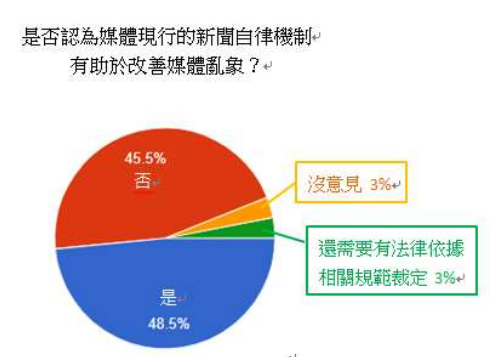 是否認為媒體現行的新聞自律機制
有助於改善媒體亂象？
45.5%
否
沒意見 3%
還需要有法律依據
相關規範裁定 3%
是
48.5%